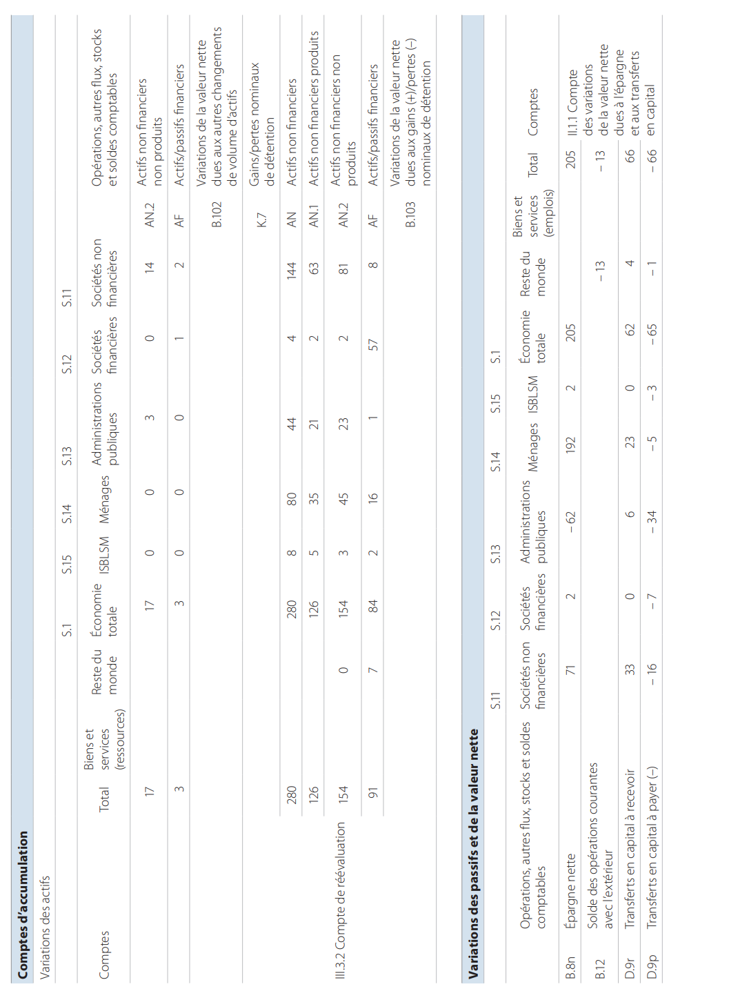 Comptes d'accumulation
Variations des actifs
S.1 S.15 S.14 S.13 S.12 S.11
Comptes Total Biens et services (ressources) Reste du monde Économie totale ISBLSM Ménages Administrations publiques Sociétés financières Sociétés non financières Opérations, autres flux, stocks et soldes comptables
17 17 0 0 3 0 14 AN.2 Actifs non financiers non produits
3 3 0 0 0 1 2 AF Actifs/passifs financiers
B.102 Variations de la valeur nette dues aux autres changements de volume d'actifs
III.3.2 Compte de réévaluation
K.7 Gains/pertes nominaux de détention
280 280 8 80 44 4 144 AN Actifs non financiers
126 126 5 35 21 2 63 AN.1 Actifs non financiers produits
154 0 154 3 45 23 2 81 AN.2 Actifs non financiers non produits
91 7 84 2 16 1 57 8 AF Actifs/passifs financiers
B.103 Variations de la valeur nette dues aux gains (+)/pertes (–) nominaux de détention
Variations des passifs et de la valeur nette
S.11 S.12 S.13 S.14 S.15 S.1
Opérations, autres flux, stocks et soldes comptables Sociétés non financières Sociétés financières Administrations publiques Ménages ISBLSM Économie totale Reste du monde Biens et services (emplois) Total Comptes
B.8n Épargne nette 71 2 – 62 192 2 205 205 II.1.1 Compte des variations de la valeur nette dues à l'épargne et aux transferts en capital
B.12 Solde des opérations courantes avec l'extérieur – 13 – 13
D.9r Transferts en capital à recevoir 33 0 6 23 0 62 4 66
D.9p Transferts en capital à payer (–) – 16 – 7 – 34 – 5 – 3 – 65 – 1 – 66